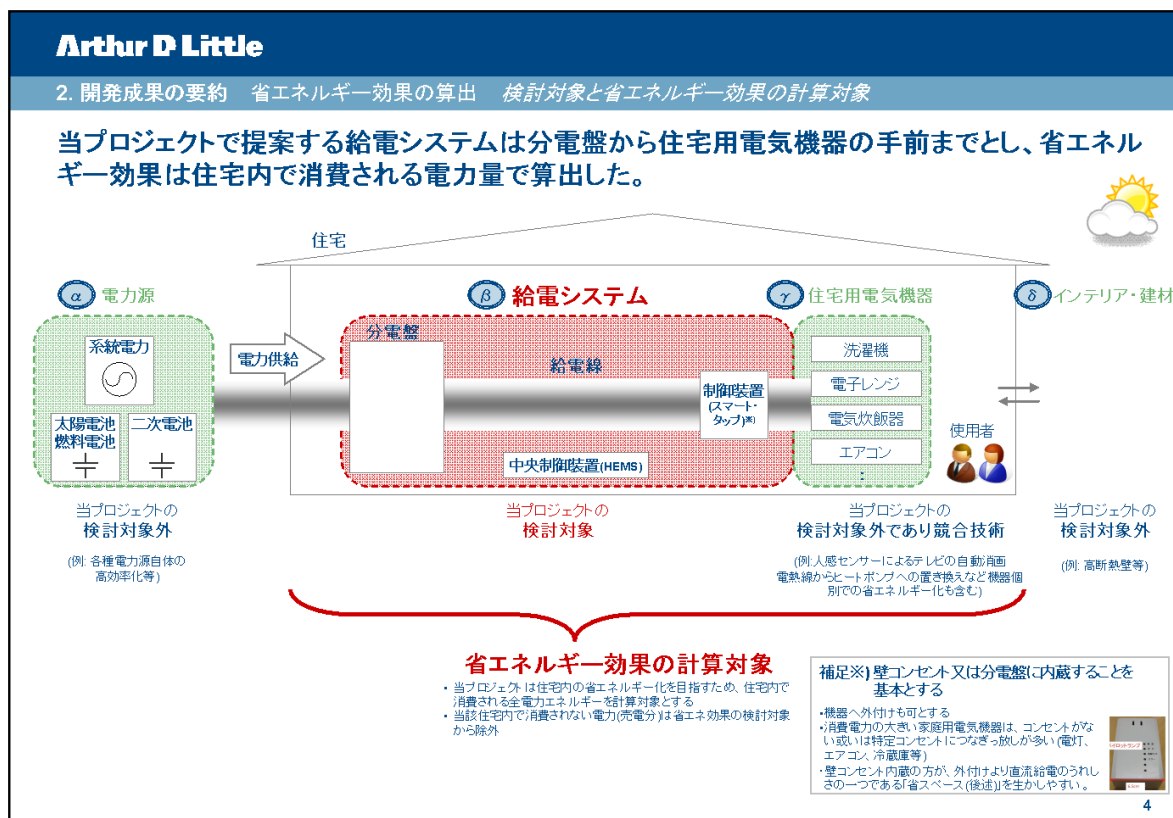 Arthur D Little
2. 開発成果の要約 省エネルギー効果の算出 検討対象と省エネルギー効果の計算対象
当プロジェクトで提案する給電システムは分電盤から住宅用電気機器の手前までとし、省エネル
ギー効果は住宅内で消費される電力量で算出した。
住宅
α 電力源
β 給電システム
γ 住宅用電気機器
δ インテリア・建材
系統電力
太陽電池
燃料電池
二次電池
電力供給
分電盤
給電線
制御装置
(スマート・
タップ)※)
中央制御装置(HEMS)
洗濯機
電子レンジ
電気炊飯器
エアコン
:
使用者
当プロジェクトの
検討対象外
(例: 各種電力源自体の
高効率化等)
当プロジェクトの
検討対象
当プロジェクトの
検討対象外であり競合技術
(例:人感センサーによるテレビの自動消画
電熱線からヒートポンプへの置き換えなど機器個
別での省エネルギー化も含む)
当プロジェクトの
検討対象外
(例: 高断熱壁等)
省エネルギー効果の計算対象
・ 当プロジェクトは住宅内の省エネルギー化を目指すため、住宅内で
消費される全電力エネルギーを計算対象とする
・ 当該住宅内で消費されない電力(売電分)は省エネ効果の検討対象
から除外
補足※) 壁コンセント又は分電盤に内蔵することを
基本とする
・機器へ外付けも可とする
・消費電力の大きい家庭用電気機器は、コンセントがな
い或いは特定コンセントにつなぎっ放しが多い(電灯、
エアコン、冷蔵庫等)
・壁コンセント内蔵の方が、外付けより直流給電のうれし
さの一つである「省スペース(後述)」を生かしやすい。
パイロットランプ
4